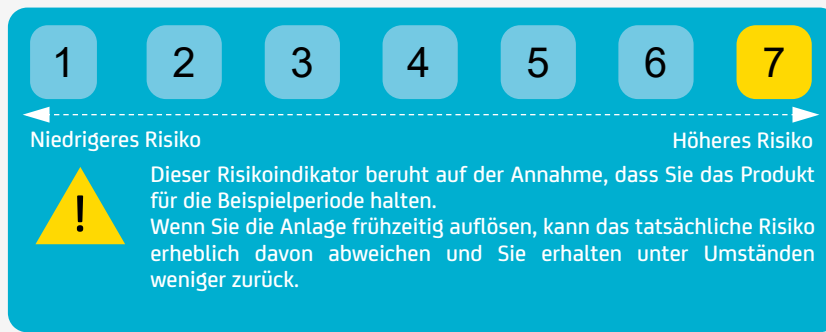 1 2 3 4 5 6 7
Niedrigeres Risiko Höheres Risiko
!
Dieser Risikoindikator beruht auf der Annahme, dass Sie das Produkt
für die Beispielperiode halten.
Wenn Sie die Anlage frühzeitig auflösen, kann das tatsächliche Risiko
erheblich davon abweichen und Sie erhalten unter Umständen
weniger zurück.